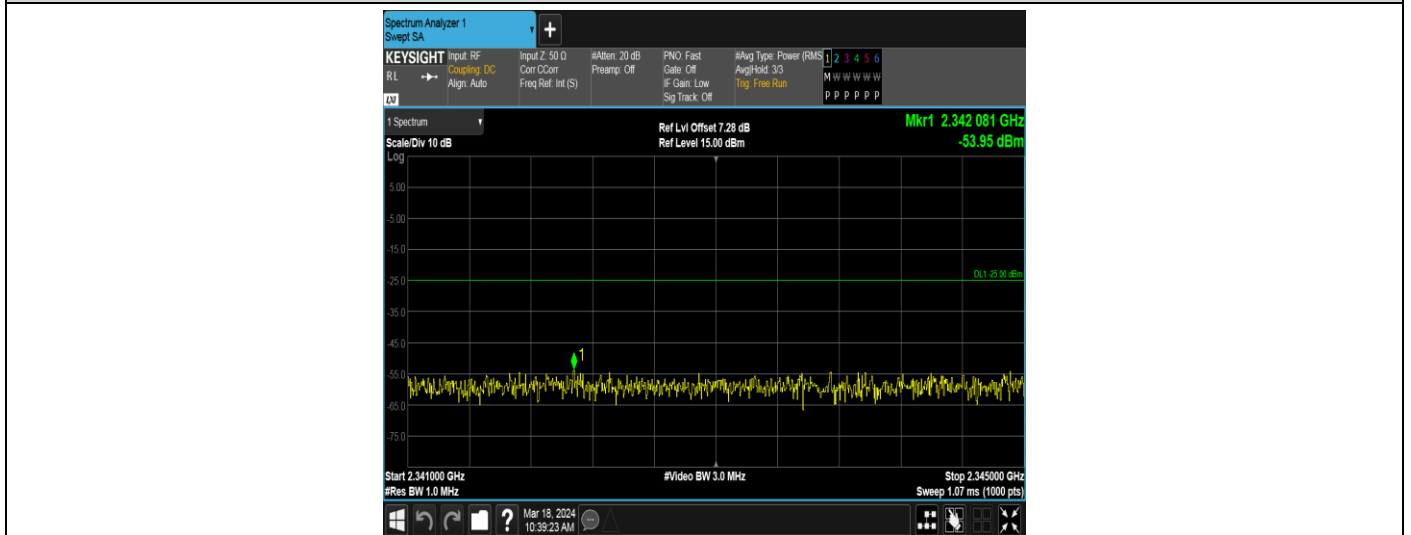 Spectrum Analyzer 1
Swept SA
+
KEYSIGHT
RL
LXI
Input: RF
Coupling: DC
Align: Auto
Input Z: 50 Ω
Corr CCorr
Freq Ref: Int (S)
#Atten: 20 dB
Preamp: Off
PNO: Fast
Gate: Off
IF Gain: Low
Sig Track: Off
#Avg Type: Power (RMS
Avg|Hold: 3/3
Trig: Free Run
1 2 3 4 5 6
M W W W W W
P P P P P P
1 Spectrum
Scale/Div 10 dB
Log
Ref Lvl Offset 7.28 dB
Ref Level 15.00 dBm
Mkr1 2.342 081 GHz
-53.95 dBm
5.00
-5.00
-15.0
-25.0
DL1 -25.00 dBm
-35.0
-45.0
1
-55.0
-65.0
-75.0
Start 2.341000 GHz
#Video BW 3.0 MHz
Stop 2.345000 GHz
#Res BW 1.0 MHz
Sweep 1.07 ms (1000 pts)
?
Mar 18, 2024
10:39:23 AM